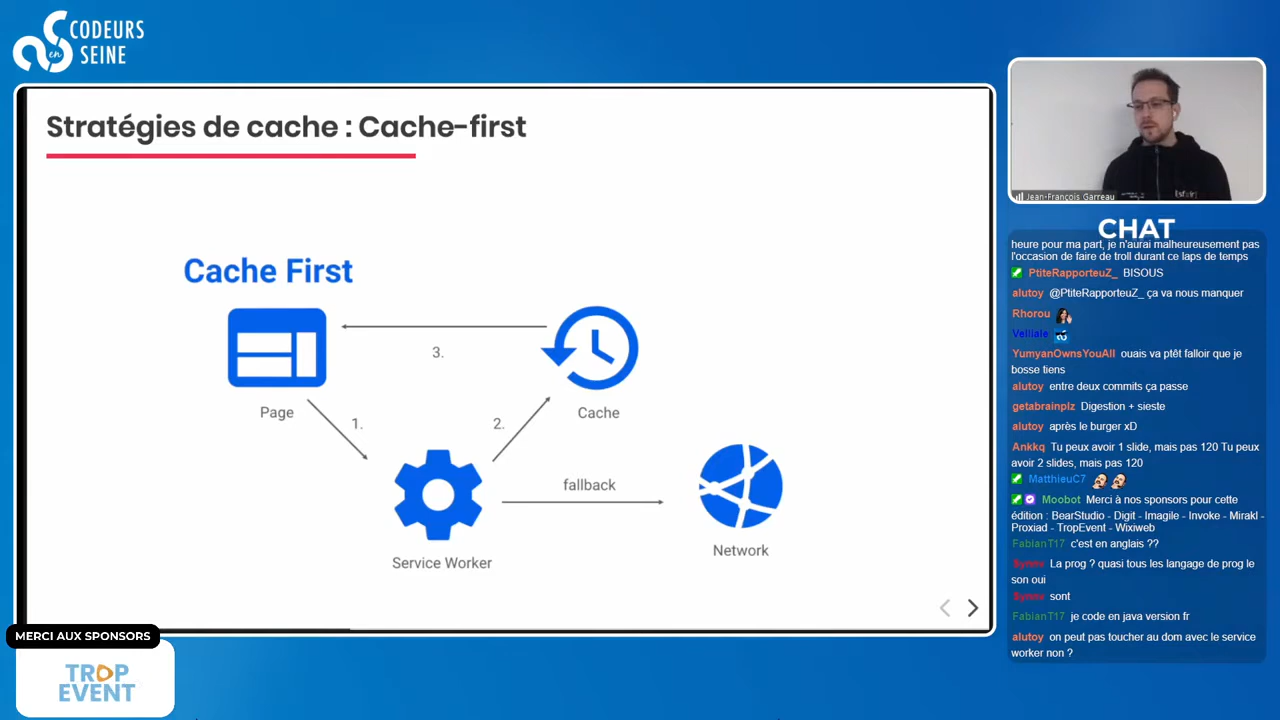 CODEURS
en
SEINE
Stratégies de cache : Cache-first
Cache First
3.
Page
1.
2.
Cache
fallback
Service Worker
Network
MERCI AUX SPONSORS
TROP
EVENT
Jean-François Garreau
CHAT
heure pour ma part, je n'aurai malheureusement pas
l'occasion de faire de troll durant ce laps de temps
PtiteRapporteuZ_ BISOUS
alutoy @PtiteRapporteuZ_ ça va nous manquer
Rhorou
Velliale
YumyanOwnsYouAll ouais va ptêt falloir que je
bosse tiens
alutoy entre deux commits ça passe
getabrainplz Digestion + sieste
alutoy après le burger xD
Ankkq Tu peux avoir 1 slide, mais pas 120 Tu peux
avoir 2 slides, mais pas 120
MatthieuC7
Moobot Merci à nos sponsors pour cette
édition : BearStudio - Digit - Imagile - Invoke - Mirakl -
Proxiad - TropEvent - Wixiweb
FabianT17 c'est en anglais ??
La prog ? quasi tous les langage de prog le
son oui
sont
FabianT17 je code en java version fr
alutoy on peut pas toucher au dom avec le service
worker non ?